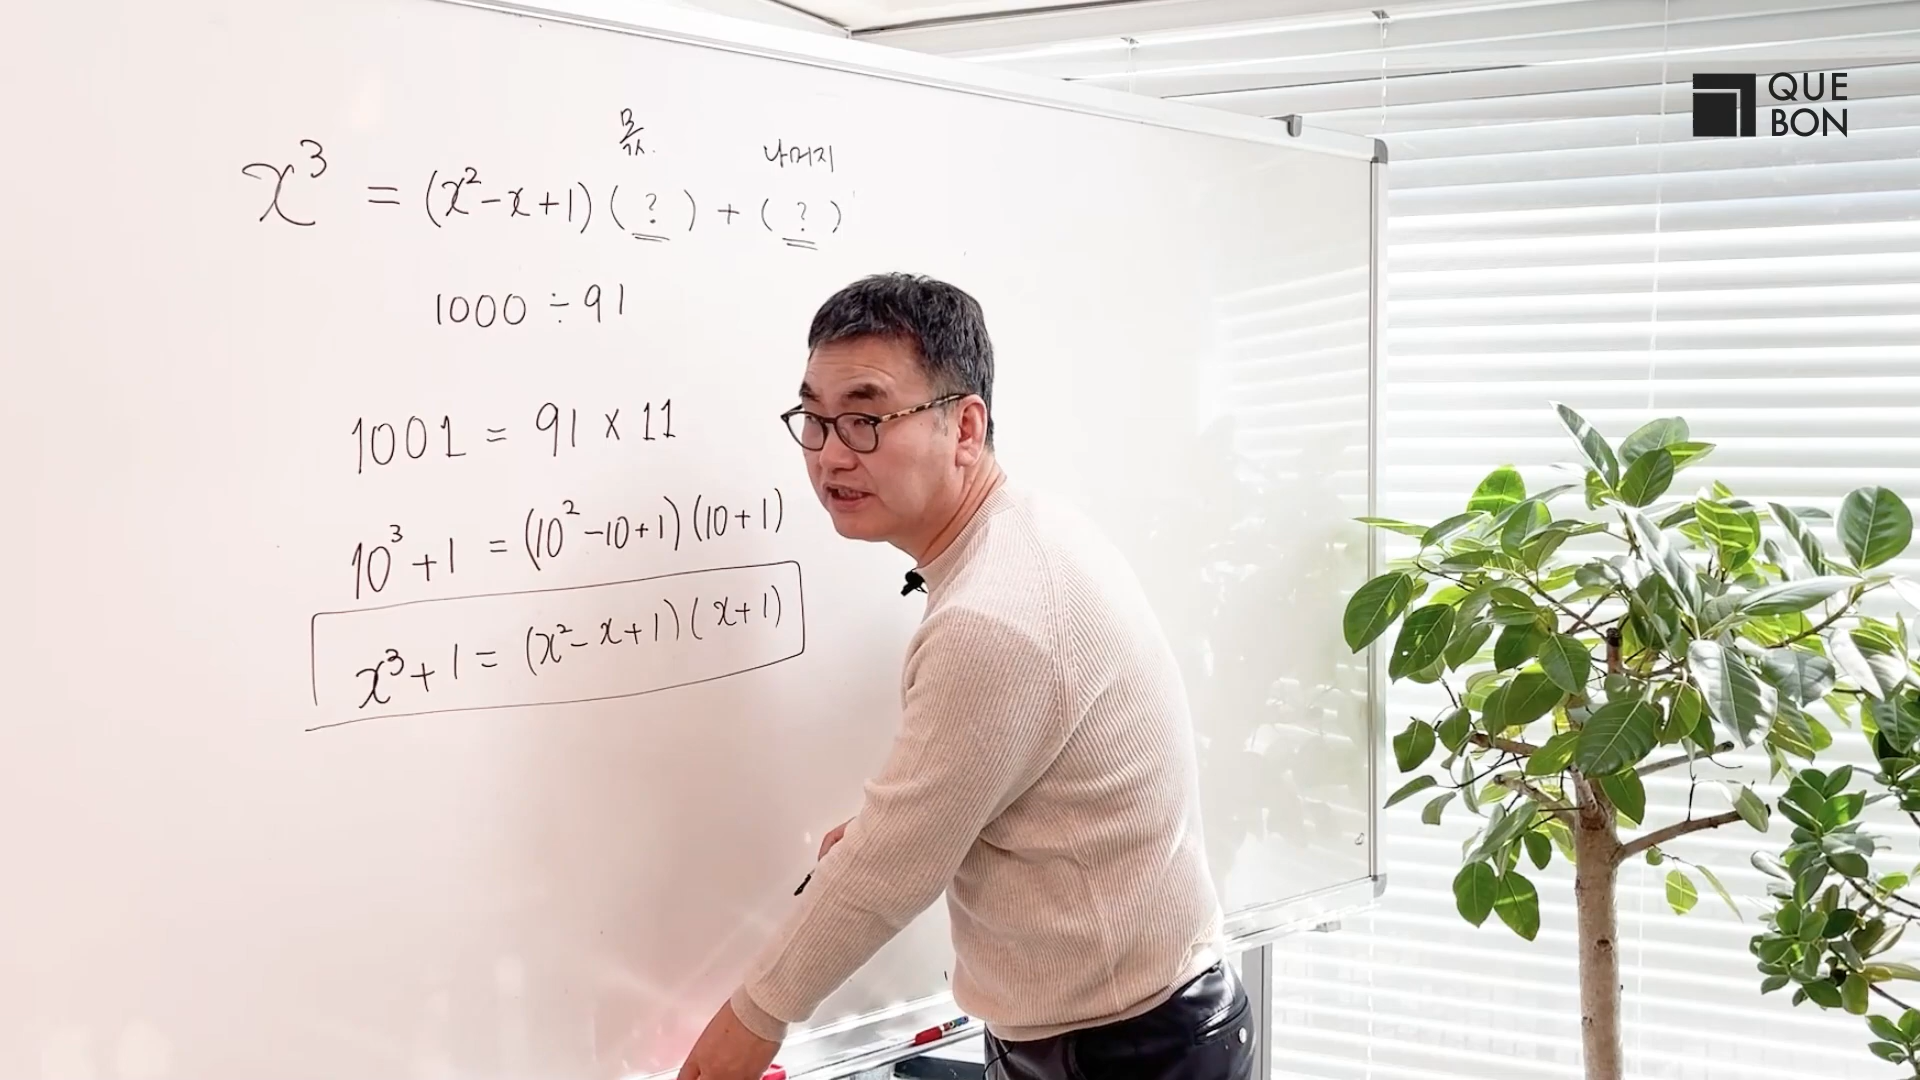 몫.
나머지
x³ = (x²-x+1)( ? ) + ( ? )
1000 ÷ 91
1001 = 91 x 11
10³+1 = (10²-10+1)(10+1)
x³+1 = (x²-x+1)(x+1)
QUE
BON